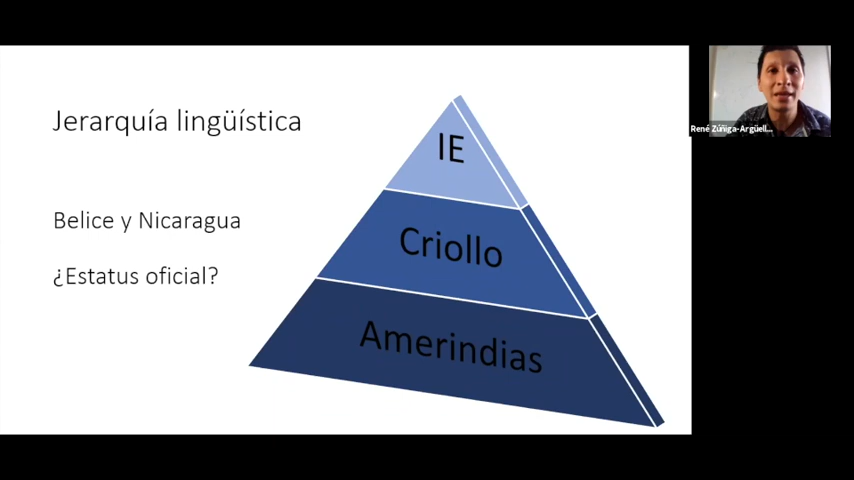 Jerarquía lingüística
IE
Belice y Nicaragua
Criollo
¿Estatus oficial?
Amerindias
René Zúñiga-Argüell...